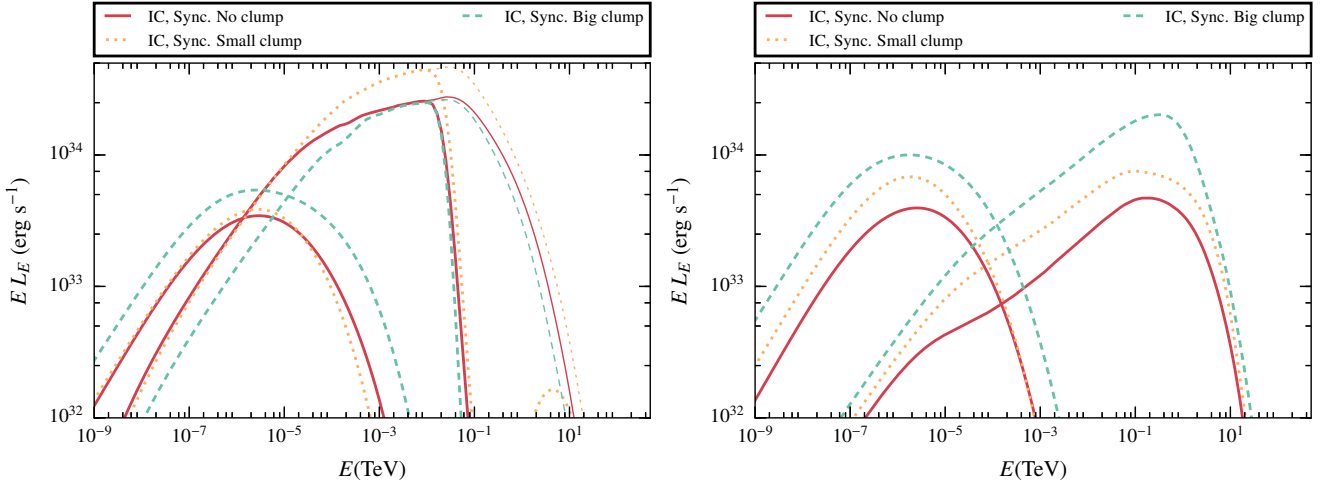 IC, Sync. No clump
IC, Sync. Small clump
IC, Sync. Big clump
10^34
10^33
10^32
E L_E (erg s^−1)
10^−9 10^−7 10^−5 10^−3 10^−1 10^1
E(TeV)
IC, Sync. No clump
IC, Sync. Small clump
IC, Sync. Big clump
10^34
10^33
10^32
E L_E (erg s^−1)
10^−9 10^−7 10^−5 10^−3 10^−1 10^1
E(TeV)